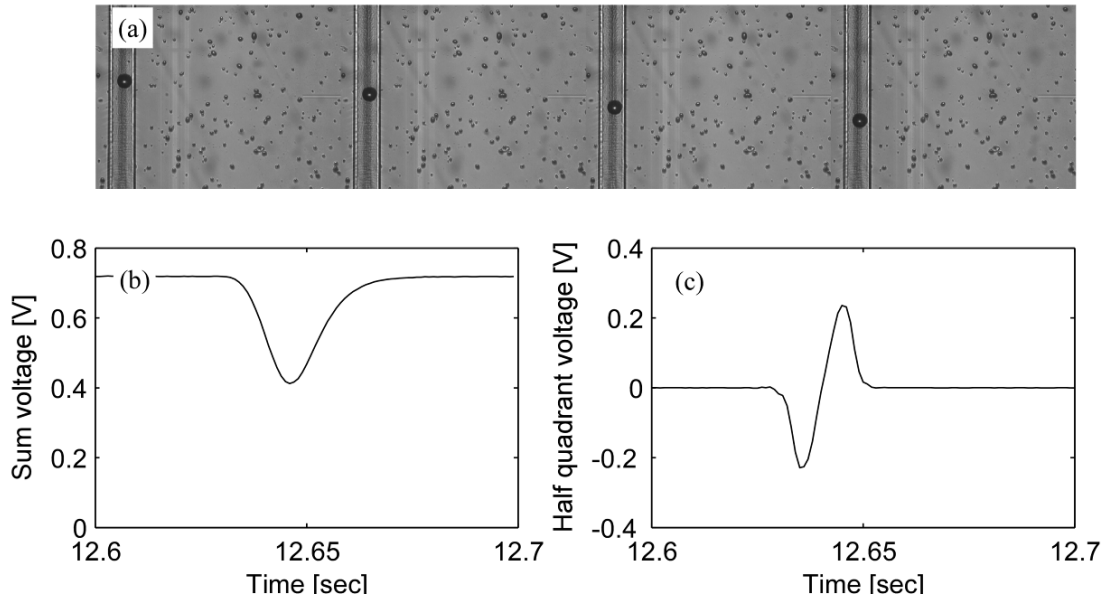 (a)
0.8
0.6
0.4
0.2
0
Sum voltage [V]
(b)
12.6
12.65
12.7
Time [sec]
0.4
0.2
0
-0.2
-0.4
Half quadrant voltage [V]
(c)
12.6
12.65
12.7
Time [sec]